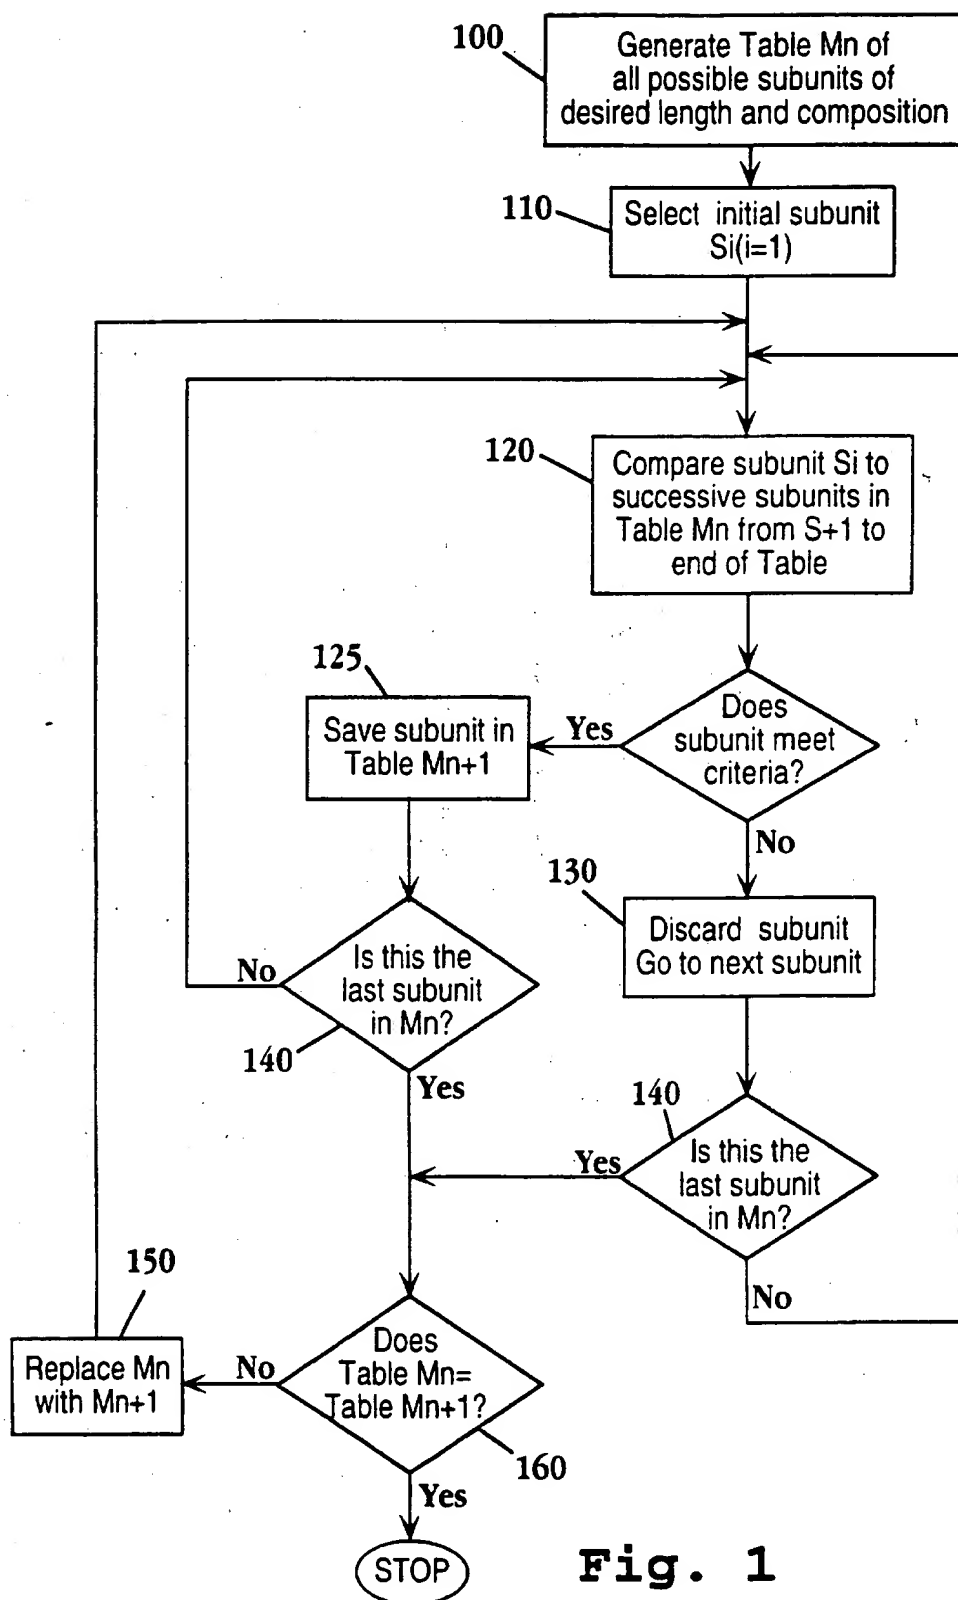 100
Generate Table Mn of
all possible subunits of
desired length and composition
110
Select initial subunit
Si(i=1)
120
Compare subunit Si to
successive subunits in
Table Mn from S+1 to
end of Table
125
Save subunit in
Table Mn+1
Yes
Does
subunit meet
criteria?
No
130
Discard subunit
Go to next subunit
No
Is this the
last subunit
in Mn?
140
Yes
140
Yes
Is this the
last subunit
in Mn?
No
150
Replace Mn
with Mn+1
No
Does
Table Mn=
Table Mn+1?
160
Yes
STOP
Fig. 1